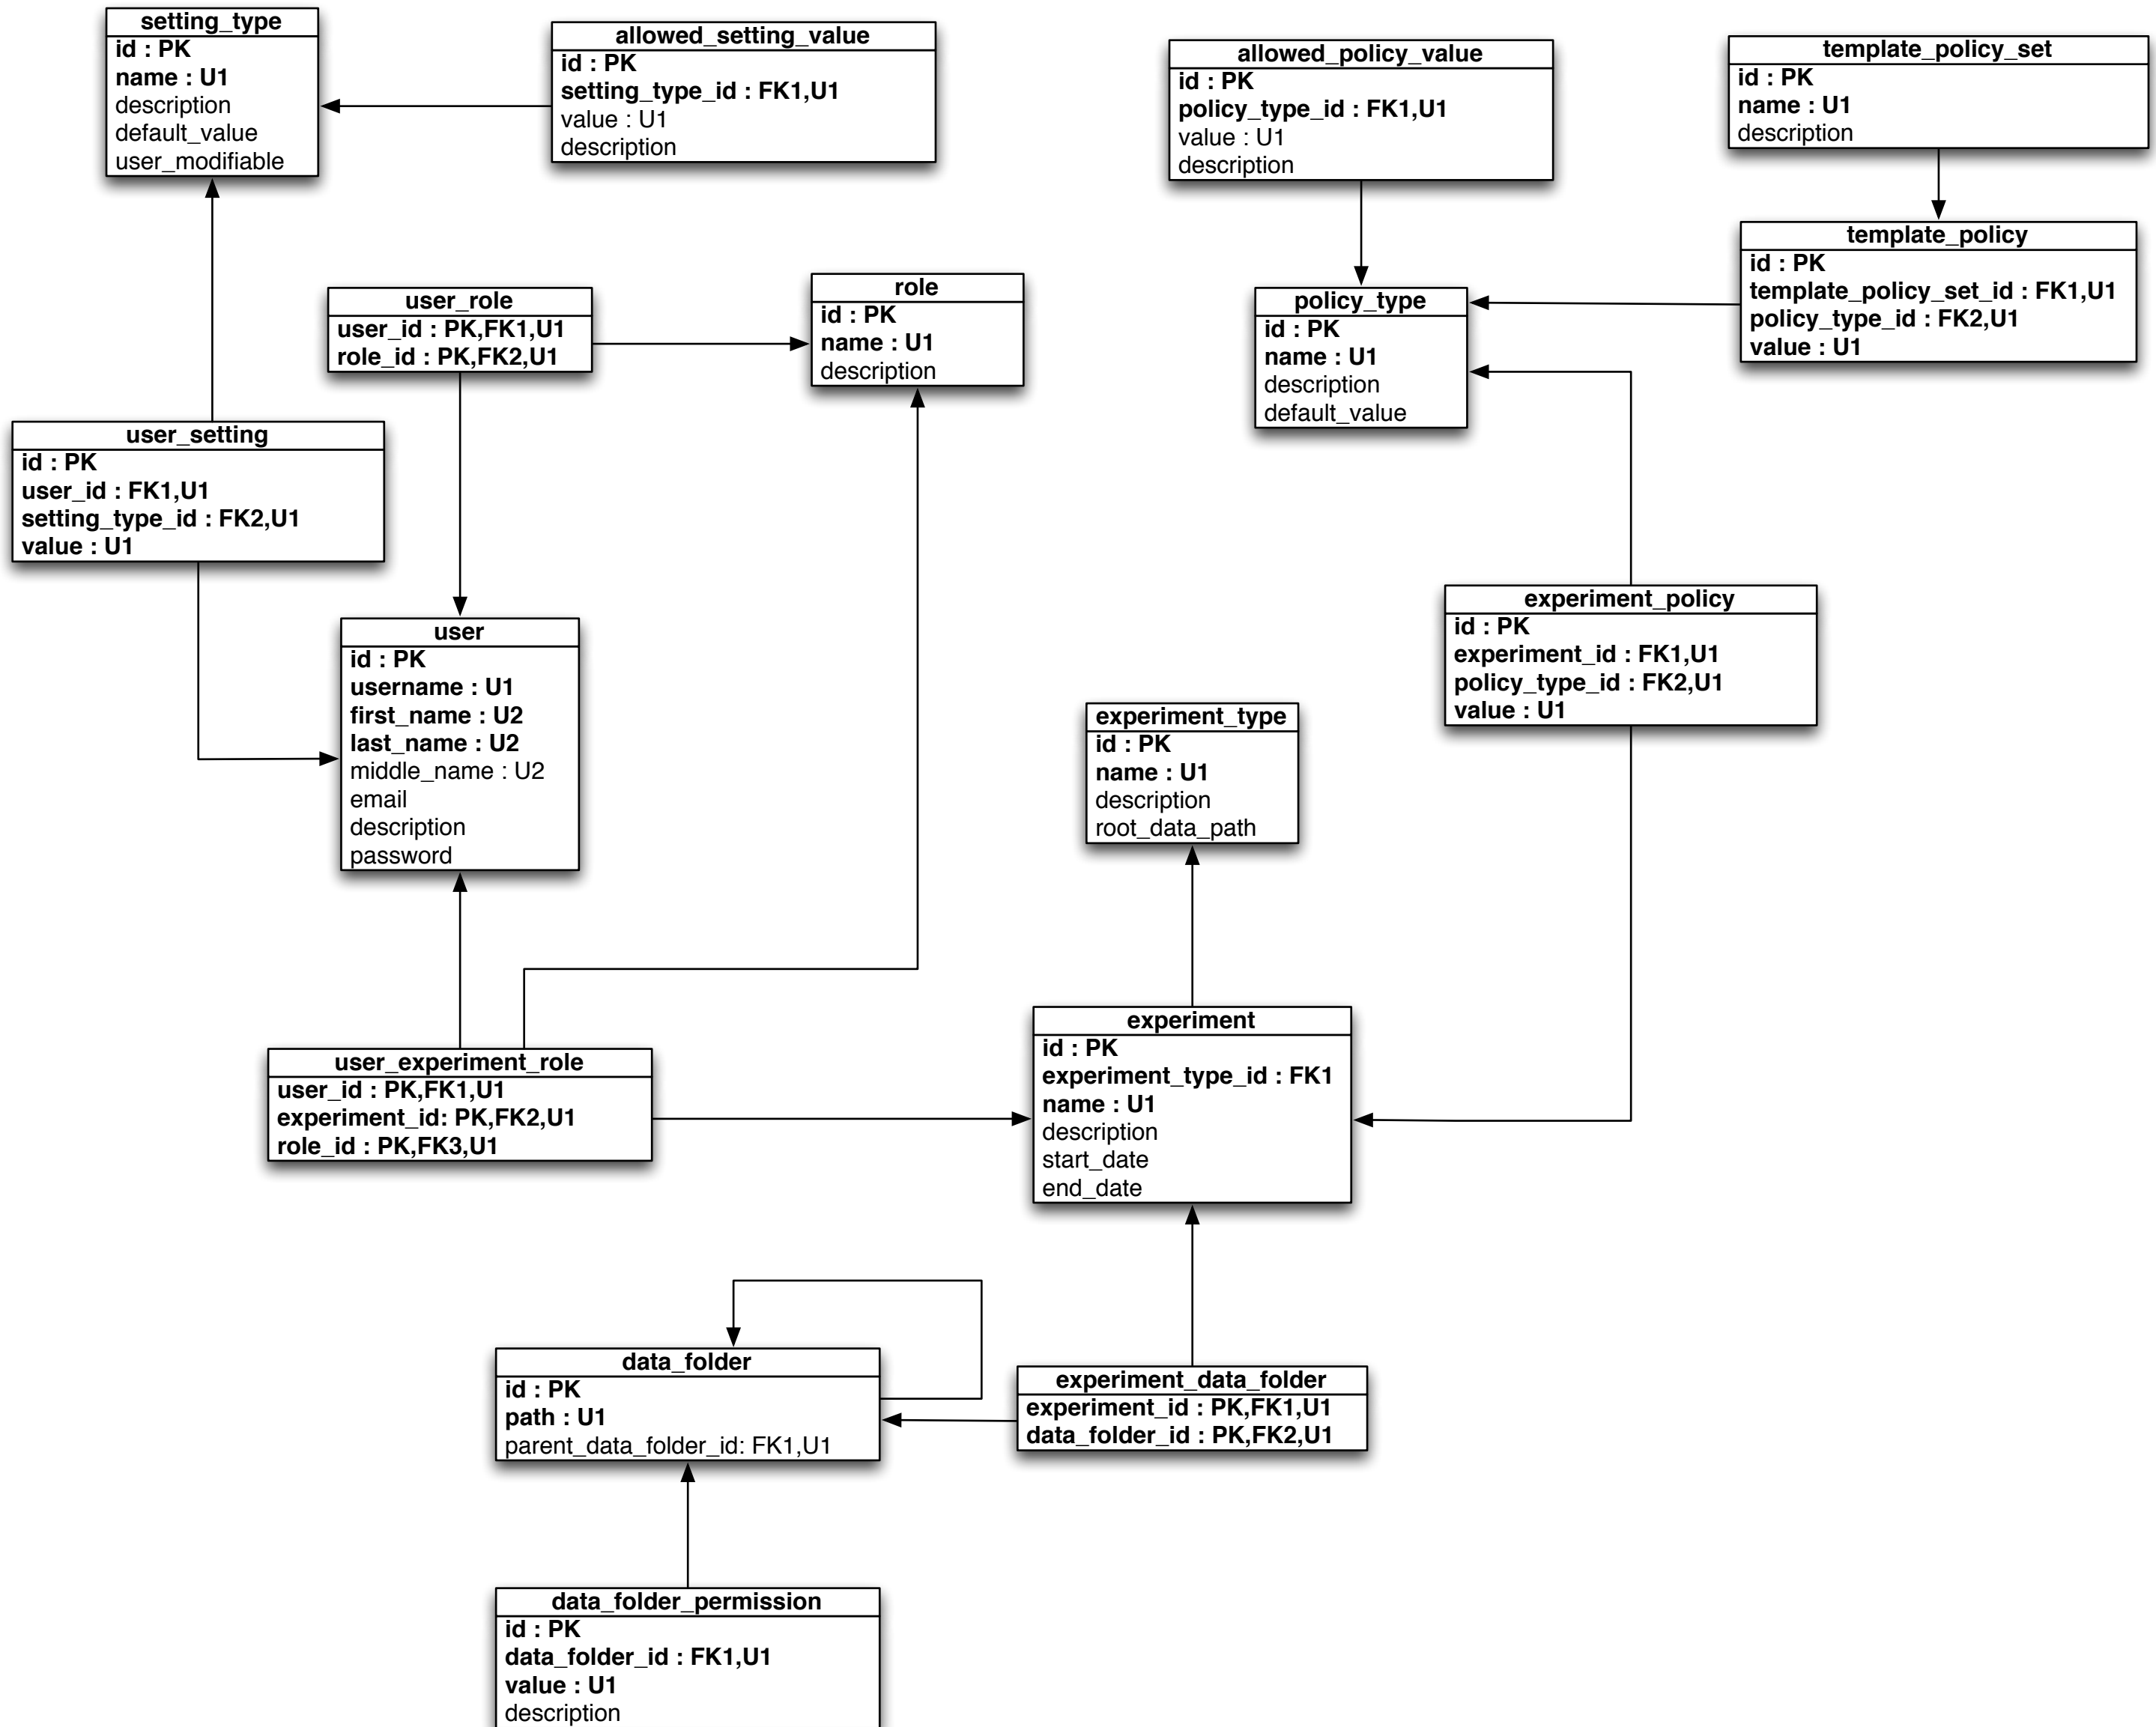 setting_type
id : PK
name : U1
description
default_value
user_modifiable
allowed_setting_value
id : PK
setting_type_id : FK1,U1
value : U1
description
allowed_policy_value
id : PK
policy_type_id : FK1,U1
value : U1
description
template_policy_set
id : PK
name : U1
description
template_policy
id : PK
template_policy_set_id : FK1,U1
policy_type_id : FK2,U1
value : U1
user_role
user_id : PK,FK1,U1
role_id : PK,FK2,U1
role
id : PK
name : U1
description
policy_type
id : PK
name : U1
description
default_value
user_setting
id : PK
user_id : FK1,U1
setting_type_id : FK2,U1
value : U1
user
id : PK
username : U1
first_name : U2
last_name : U2
middle_name : U2
email
description
password
experiment_policy
id : PK
experiment_id : FK1,U1
policy_type_id : FK2,U1
value : U1
experiment_type
id : PK
name : U1
description
root_data_path
user_experiment_role
user_id : PK,FK1,U1
experiment_id: PK,FK2,U1
role_id : PK,FK3,U1
experiment
id : PK
experiment_type_id : FK1
name : U1
description
start_date
end_date
data_folder
id : PK
path : U1
parent_data_folder_id: FK1,U1
experiment_data_folder
experiment_id : PK,FK1,U1
data_folder_id : PK,FK2,U1
data_folder_permission
id : PK
data_folder_id : FK1,U1
value : U1
description